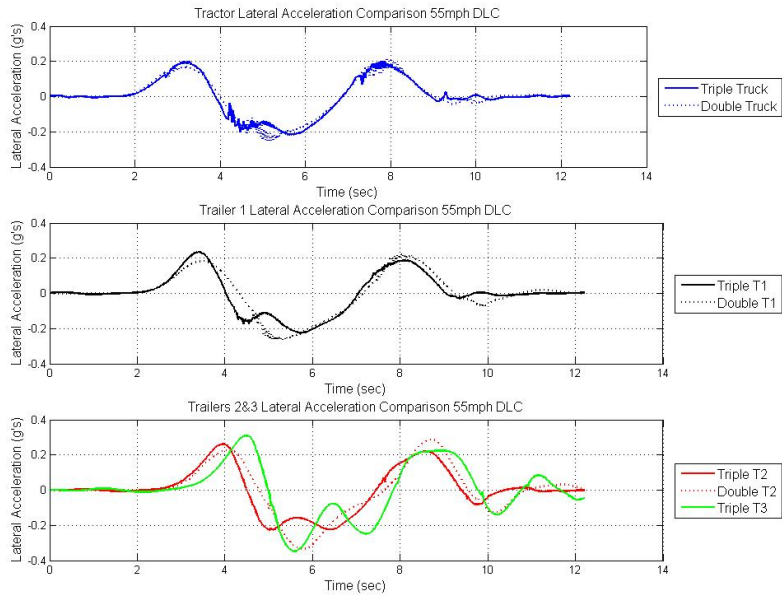 Tractor Lateral Acceleration Comparison 55mph DLC
Lateral Acceleration (g's)
0.4
0.2
0
-0.2
-0.4
0 2 4 6 8 10 12 14
Time (sec)
Triple Truck
Double Truck
Trailer 1 Lateral Acceleration Comparison 55mph DLC
Lateral Acceleration (g's)
0.4
0.2
0
-0.2
-0.4
0 2 4 6 8 10 12 14
Time (sec)
Triple T1
Double T1
Trailers 2&3 Lateral Acceleration Comparison 55mph DLC
Lateral Acceleration (g's)
0.4
0.2
0
-0.2
-0.4
0 2 4 6 8 10 12 14
Time (sec)
Triple T2
Double T2
Triple T3